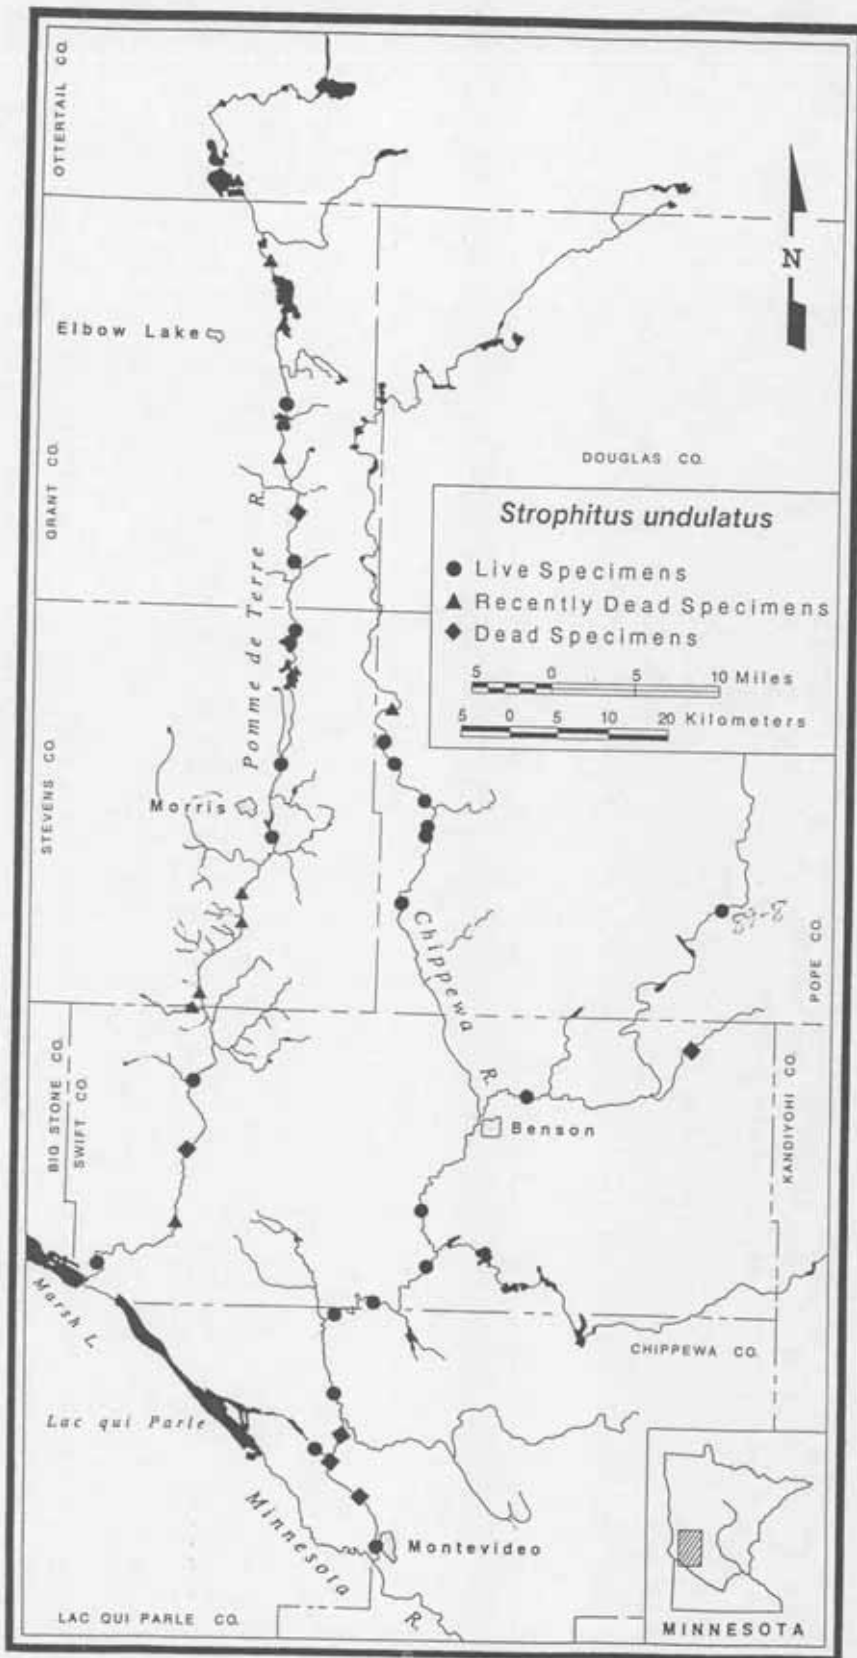 OTTERTAIL CO.
N
Elbow Lake
DOUGLAS CO.
GRANT CO.
Strophitus undulatus
Live Specimens
Recently Dead Specimens
Dead Specimens
5 0 5 10 Miles
5 0 5 10 20 Kilometers
Pomme de Terre R.
STEVENS CO.
Morris
Chippewa R.
POPE CO.
BIG STONE CO.
SWIFT CO.
KANDIYOHI CO.
Benson
Marsh L.
CHIPPEWA CO.
Lac qui Parle
Minnesota R.
Montevideo
LAC QUI PARLE CO.
MINNESOTA